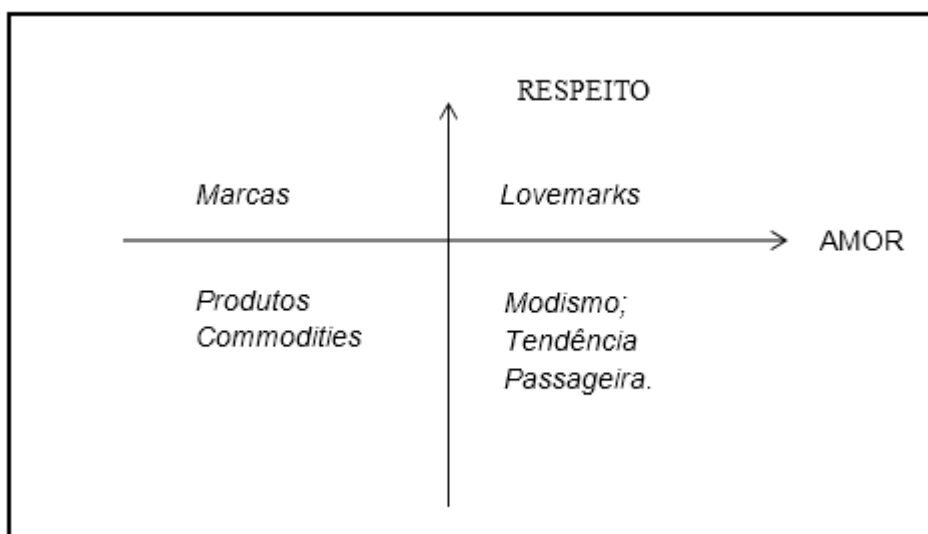 RESPEITO
Marcas
Lovemarks
AMOR
Produtos
Commodities
Modismo;
Tendência
Passageira.